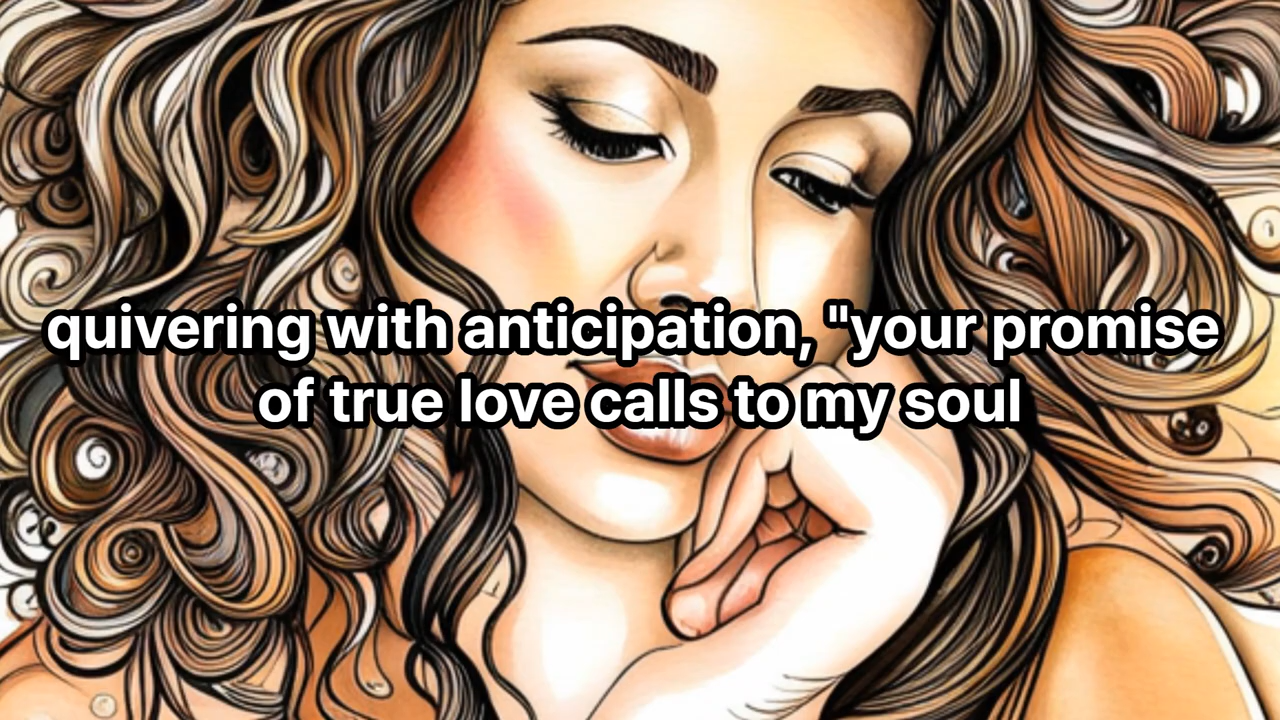 quivering with anticipation, "your promise
of true love calls to my soul